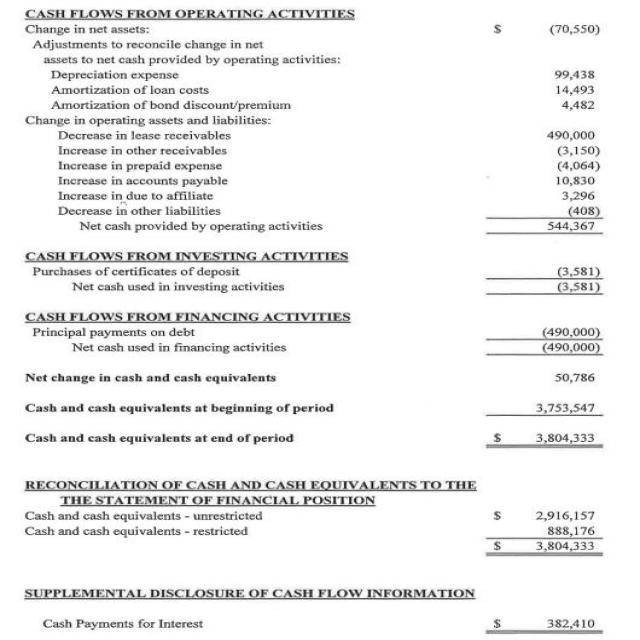 CASH FLOWS FROM OPERATING ACTIVITIES
Change in net assets: $ (70,550)
Adjustments to reconcile change in net
assets to net cash provided by operating activities:
Depreciation expense 99,438
Amortization of loan costs 14,493
Amortization of bond discount/premium 4,482
Change in operating assets and liabilities:
Decrease in lease receivables 490,000
Increase in other receivables (3,150)
Increase in prepaid expense (4,064)
Increase in accounts payable 10,830
Increase in due to affiliate 3,296
Decrease in other liabilities (408)
Net cash provided by operating activities 544,367
CASH FLOWS FROM INVESTING ACTIVITIES
Purchases of certificates of deposit (3,581)
Net cash used in investing activities (3,581)
CASH FLOWS FROM FINANCING ACTIVITIES
Principal payments on debt (490,000)
Net cash used in financing activities (490,000)
Net change in cash and cash equivalents 50,786
Cash and cash equivalents at beginning of period 3,753,547
Cash and cash equivalents at end of period $ 3,804,333
RECONCILIATION OF CASH AND CASH EQUIVALENTS TO THE
THE STATEMENT OF FINANCIAL POSITION
Cash and cash equivalents - unrestricted $ 2,916,157
Cash and cash equivalents - restricted 888,176
$ 3,804,333
SUPPLEMENTAL DISCLOSURE OF CASH FLOW INFORMATION
Cash Payments for Interest $ 382,410